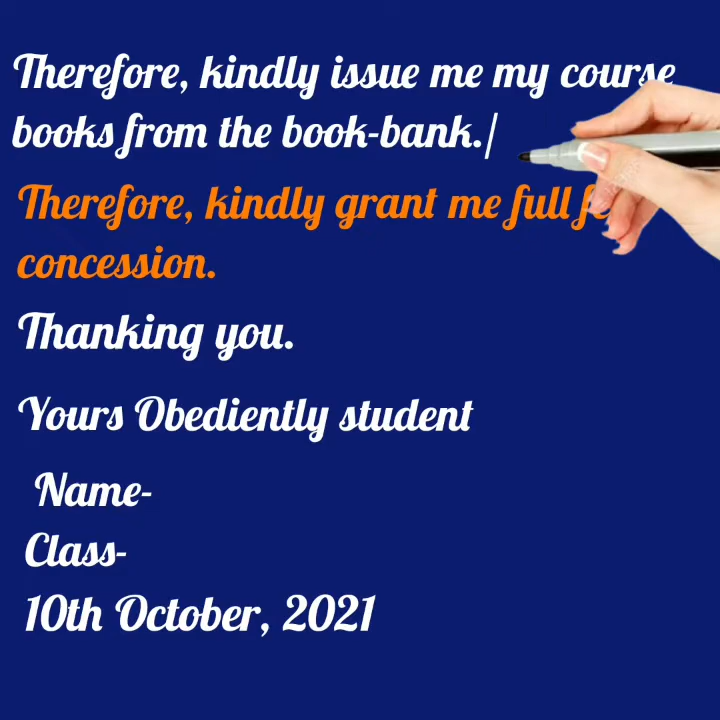 Therefore, kindly issue me my course
books from the book-bank./
Therefore, kindly grant me full
concession.
Thanking you.
Yours Obediently student
Name-
Class-
10th October, 2021